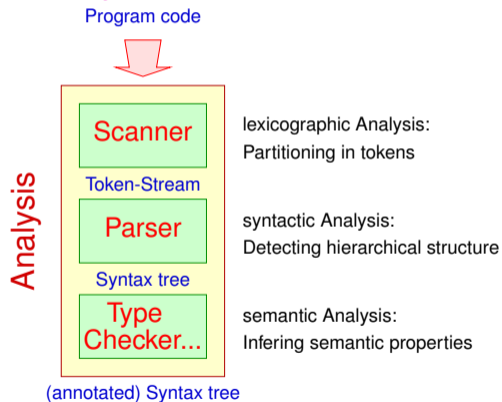 Program code
Analysis
Scanner
lexicographic Analysis:
Partitioning in tokens
Token-Stream
Parser
syntactic Analysis:
Detecting hierarchical structure
Syntax tree
Type
Checker...
semantic Analysis:
Infering semantic properties
(annotated) Syntax tree